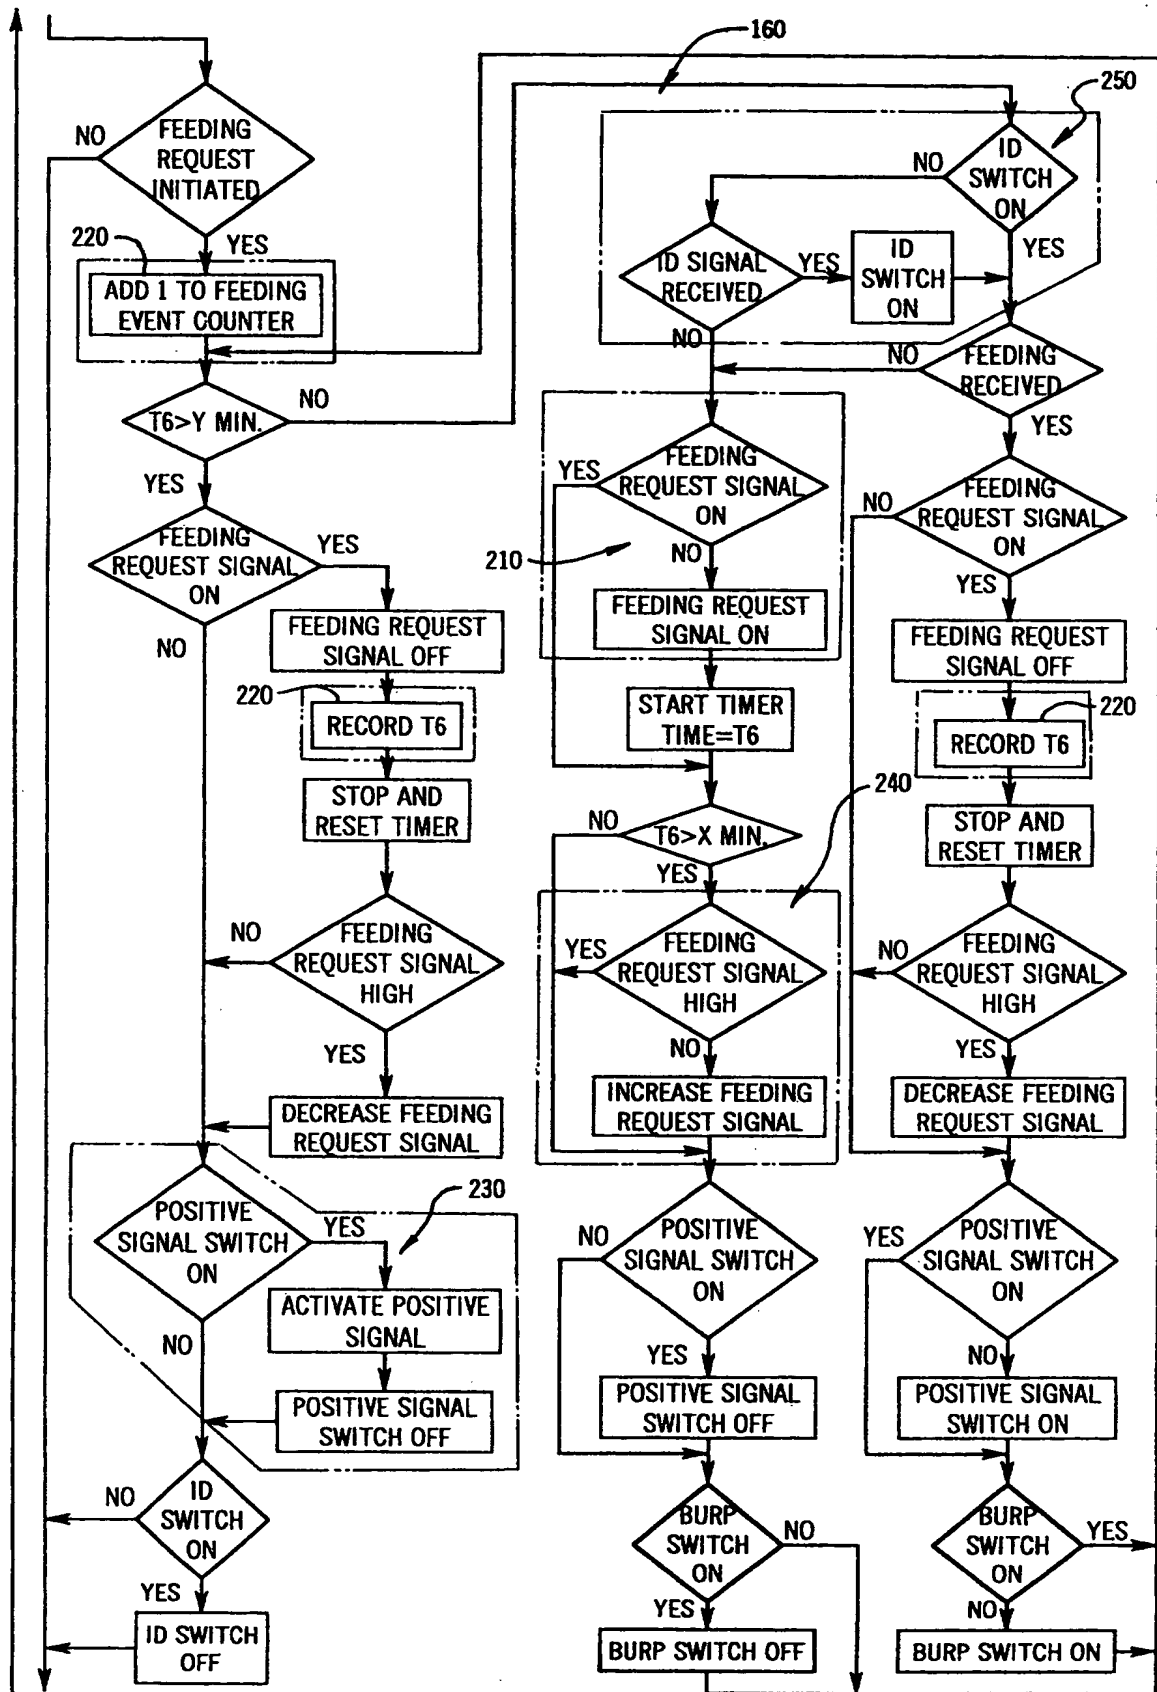 160
250
FEEDING
REQUEST
INITIATED
NO
YES
220
ADD 1 TO FEEDING
EVENT COUNTER
T6>Y MIN.
NO
YES
FEEDING
REQUEST SIGNAL
ON
YES
NO
FEEDING REQUEST
SIGNAL OFF
220
RECORD T6
STOP AND
RESET TIMER
FEEDING
REQUEST SIGNAL
HIGH
NO
YES
DECREASE FEEDING
REQUEST SIGNAL
POSITIVE
SIGNAL SWITCH
ON
YES
230
NO
ACTIVATE POSITIVE
SIGNAL
POSITIVE SIGNAL
SWITCH OFF
ID
SWITCH
ON
NO
YES
ID SWITCH
OFF
ID
SWITCH
ON
NO
YES
ID SIGNAL
RECEIVED
YES
ID
SWITCH
ON
NO
FEEDING
REQUEST SIGNAL
ON
YES
NO
210
FEEDING REQUEST
SIGNAL ON
START TIMER
TIME=T6
T6>X MIN.
NO
YES
240
FEEDING
REQUEST SIGNAL
HIGH
YES
NO
INCREASE FEEDING
REQUEST SIGNAL
POSITIVE
SIGNAL SWITCH
ON
NO
YES
POSITIVE SIGNAL
SWITCH OFF
BURP
SWITCH
ON
NO
YES
BURP SWITCH OFF
FEEDING
RECEIVED
NO
YES
FEEDING
REQUEST SIGNAL
ON
NO
YES
FEEDING REQUEST
SIGNAL OFF
220
RECORD T6
STOP AND
RESET TIMER
FEEDING
REQUEST SIGNAL
HIGH
NO
YES
DECREASE FEEDING
REQUEST SIGNAL
POSITIVE
SIGNAL SWITCH
ON
YES
NO
POSITIVE SIGNAL
SWITCH ON
BURP
SWITCH
ON
YES
NO
BURP SWITCH ON